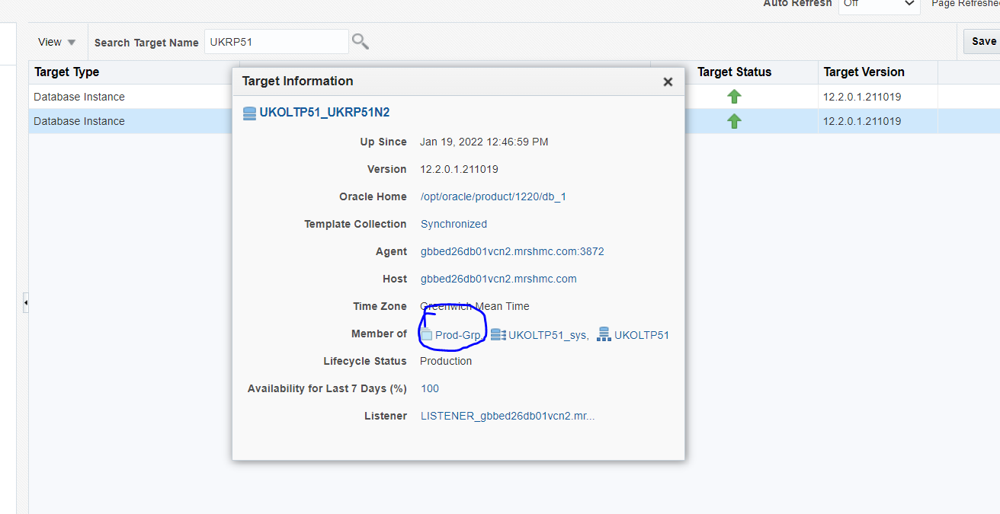 Auto Refresh Off Page Refreshed
View Search Target Name UKRP51 Save
Target Type Target Status Target Version
Database Instance 12.2.0.1.211019
Database Instance 12.2.0.1.211019
Target Information
UKOLTP51_UKRP51N2
Up Since Jan 19, 2022 12:46:59 PM
Version 12.2.0.1.211019
Oracle Home /opt/oracle/product/1220/db_1
Template Collection Synchronized
Agent gbbed26db01vcn2.mrshmc.com:3872
Host gbbed26db01vcn2.mrshmc.com
Time Zone Greenwich Mean Time
Member of Prod-Grp, UKOLTP51_sys, UKOLTP51
Lifecycle Status Production
Availability for Last 7 Days (%) 100
Listener LISTENER_gbbed26db01vcn2.mr...